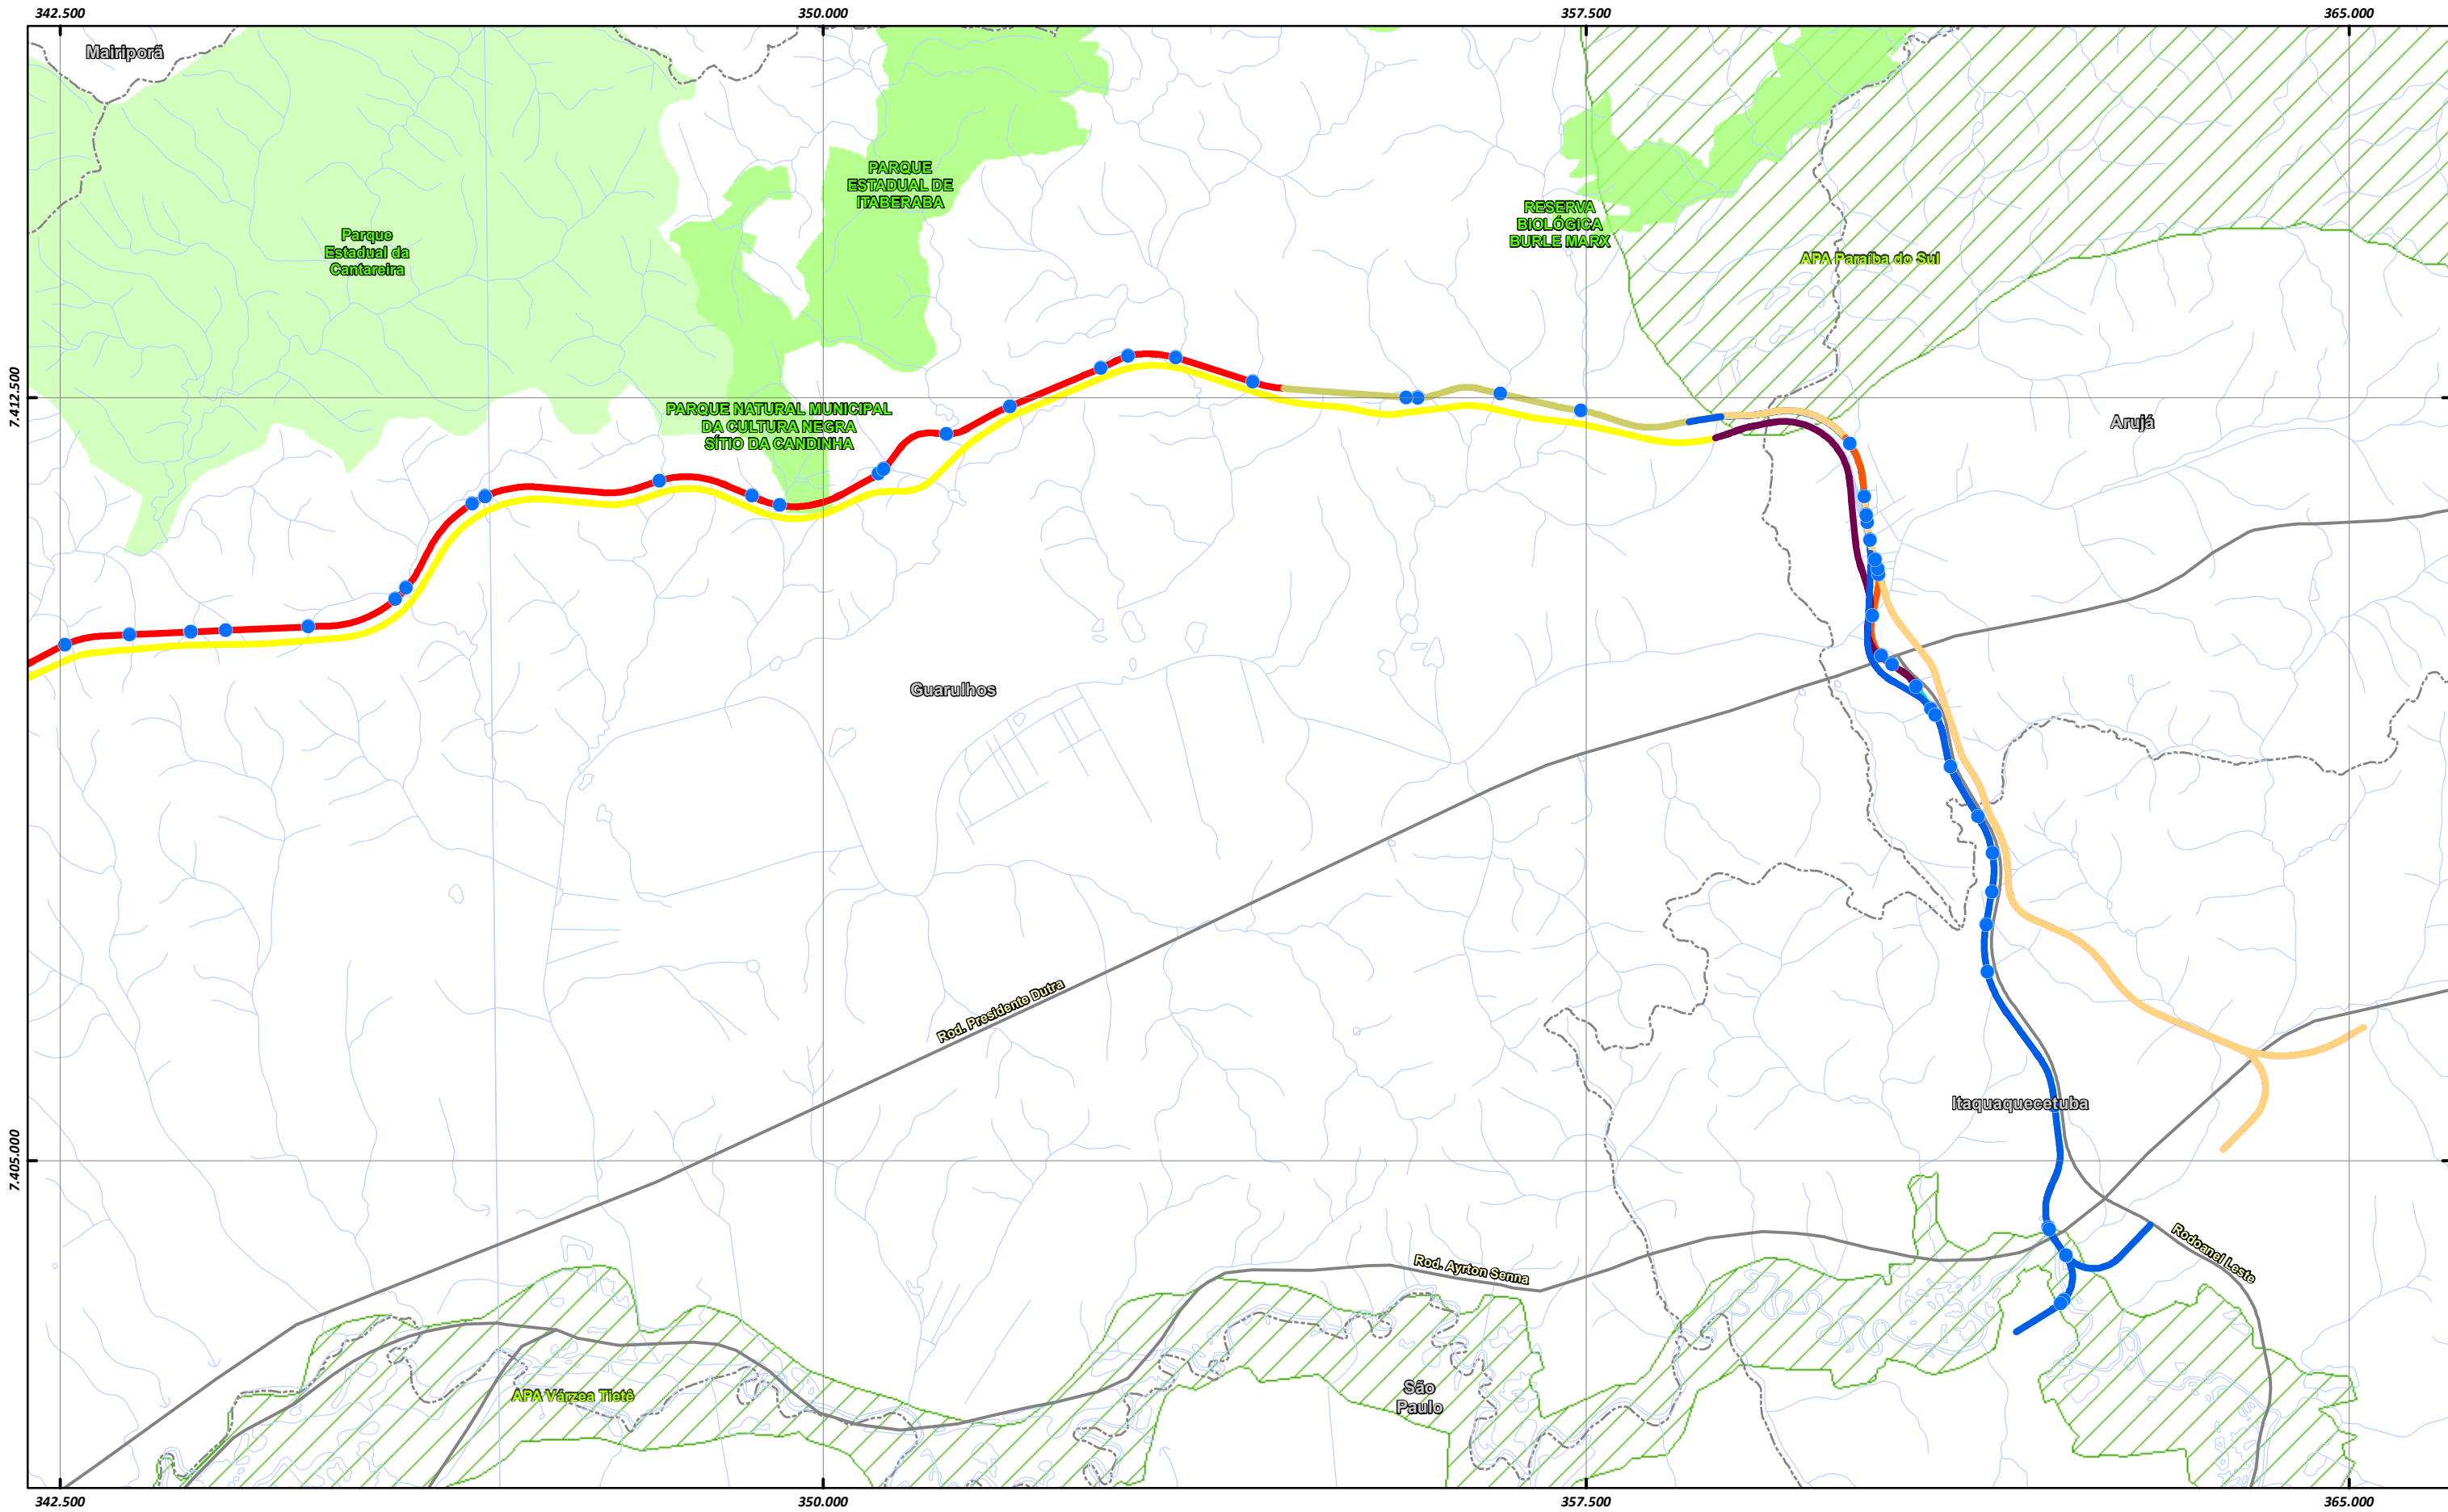 342.500
350.000
357.500
365.000
Mairiporã
PARQUE
ESTADUAL DE
ITABERABA
RESERVA
BIOLÓGICA
BURLE MARX
Parque
Estadual da
Cantareira
APA Paraíba do Sul
7.412.500
PARQUE NATURAL MUNICIPAL
DA CULTURA NEGRA
SÍTIO DA CANDINHA
Arujá
Guarulhos
Rod. Presidente Dutra
Itaquaquecetuba
7.405.000
Rod. Ayrton Senna
Rodoanel Leste
APA Várzea Tietê
São
Paulo
342.500
350.000
357.500
365.000